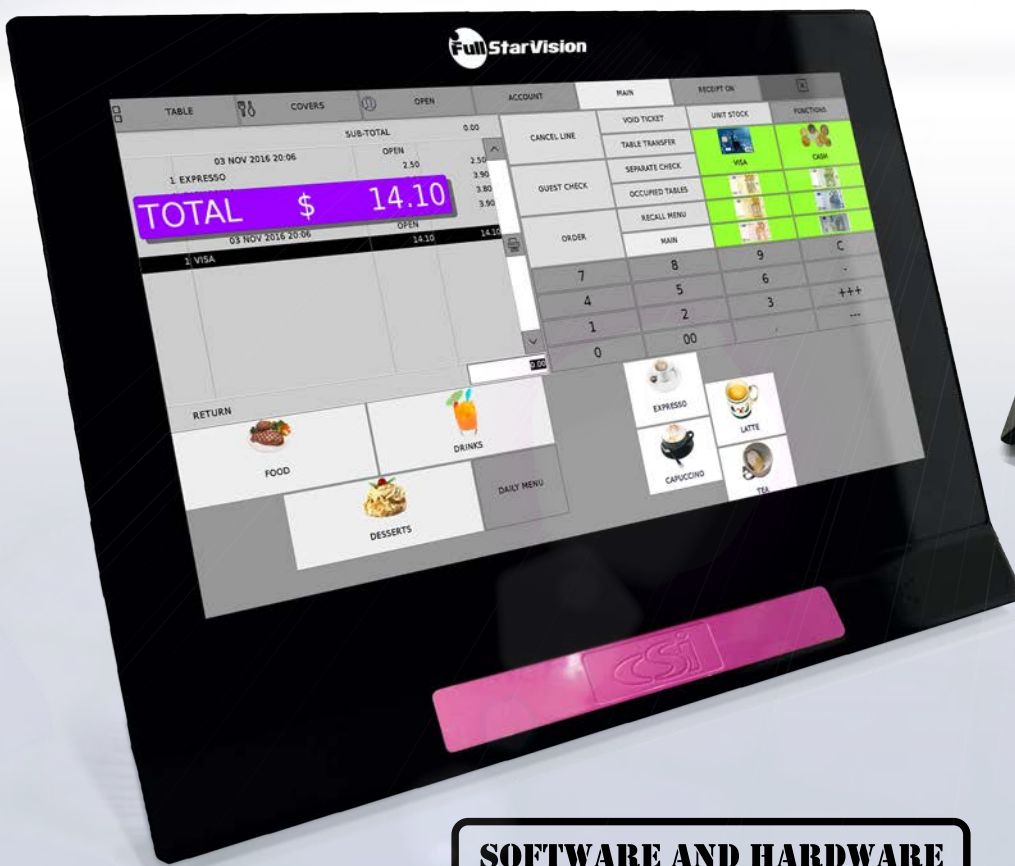 FullStarVision
TABLE COVERS OPEN ACCOUNT MAIN RECEIPT ON X
SUB-TOTAL 0.00
03 NOV 2016 20:06 OPEN
1 EXPRESSO 2.50 2.50
3.90
3.80
3.90
TOTAL $ 14.10
03 NOV 2016 20:06 OPEN
14.10 14.10
1 VISA
0.00
CANCEL LINE
GUEST CHECK
ORDER
VOID TICKET
TABLE TRANSFER
SEPARATE CHECK
OCCUPIED TABLES
RECALL MENU
MAIN
UNIT STOCK FUNCTIONS
VISA CASH
7 8 9 C
4 5 6 -
1 2 3 +++
0 00 . ---
RETURN
FOOD DRINKS
DESSERTS DAILY MENU
EXPRESSO LATTE
CAPUCCINO TEA
CSi
SOFTWARE AND HARDWARE